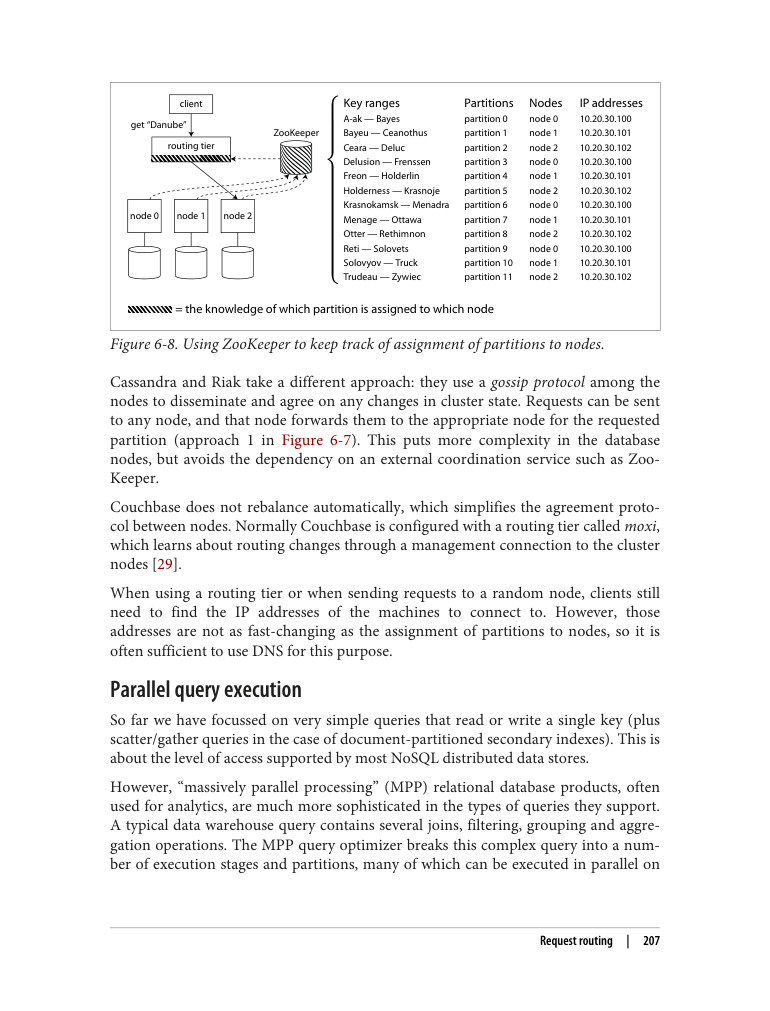 client
get “Danube”
routing tier
ZooKeeper
node 0
node 1
node 2
Key ranges Partitions Nodes IP addresses
A-ak — Bayes partition 0 node 0 10.20.30.100
Bayeu — Ceanothus partition 1 node 1 10.20.30.101
Ceara — Deluc partition 2 node 2 10.20.30.102
Delusion — Frenssen partition 3 node 0 10.20.30.100
Freon — Holderlin partition 4 node 1 10.20.30.101
Holderness — Krasnoje partition 5 node 2 10.20.30.102
Krasnokamsk — Menadra partition 6 node 0 10.20.30.100
Menage — Ottawa partition 7 node 1 10.20.30.101
Otter — Rethimnon partition 8 node 2 10.20.30.102
Reti — Solovets partition 9 node 0 10.20.30.100
Solovyov — Truck partition 10 node 1 10.20.30.101
Trudeau — Zywiec partition 11 node 2 10.20.30.102
= the knowledge of which partition is assigned to which node
Figure 6-8. Using ZooKeeper to keep track of assignment of partitions to nodes.
Cassandra and Riak take a different approach: they use a gossip protocol among the
nodes to disseminate and agree on any changes in cluster state. Requests can be sent
to any node, and that node forwards them to the appropriate node for the requested
partition (approach 1 in Figure 6-7). This puts more complexity in the database
nodes, but avoids the dependency on an external coordination service such as Zoo-
Keeper.
Couchbase does not rebalance automatically, which simplifies the agreement proto-
col between nodes. Normally Couchbase is configured with a routing tier called moxi,
which learns about routing changes through a management connection to the cluster
nodes [29].
When using a routing tier or when sending requests to a random node, clients still
need to find the IP addresses of the machines to connect to. However, those
addresses are not as fast-changing as the assignment of partitions to nodes, so it is
often sufficient to use DNS for this purpose.
Parallel query execution
So far we have focussed on very simple queries that read or write a single key (plus
scatter/gather queries in the case of document-partitioned secondary indexes). This is
about the level of access supported by most NoSQL distributed data stores.
However, “massively parallel processing” (MPP) relational database products, often
used for analytics, are much more sophisticated in the types of queries they support.
A typical data warehouse query contains several joins, filtering, grouping and aggre-
gation operations. The MPP query optimizer breaks this complex query into a num-
ber of execution stages and partitions, many of which can be executed in parallel on
Request routing | 207